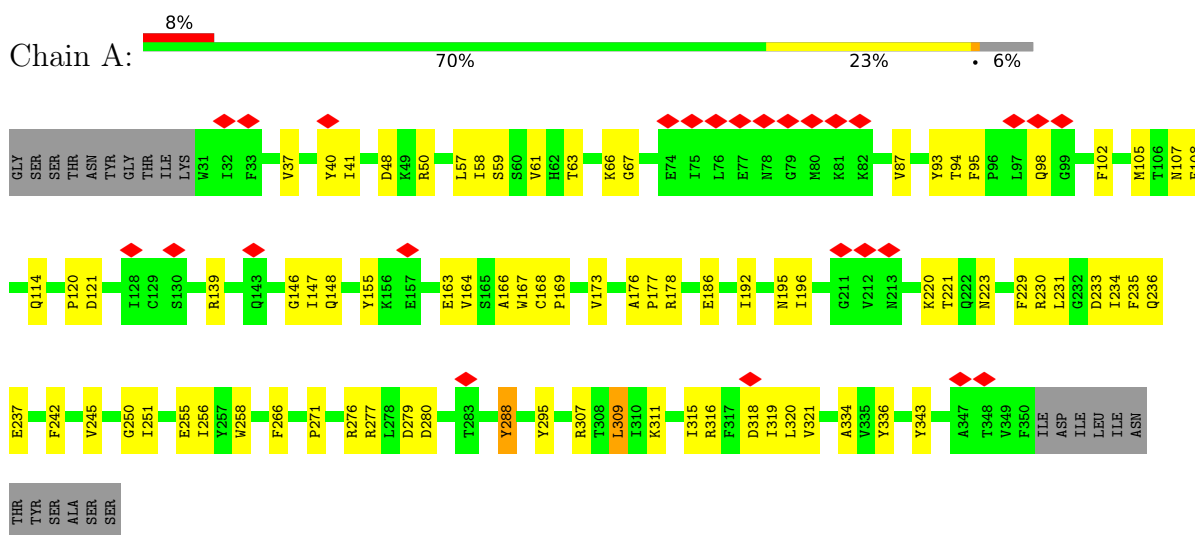 8%
Chain A:
70% 23% • 6%
GLY SER SER THR ASN TYR GLY THR ILE LYS W31 I32 F33 V37 Y40 I41 D48 K49 R50 L57 I58 S59 S60 V61 H62 T63 K66 G67 E74 I75 L76 E77 N78 G79 M80 K81 K82 V87 Y93 T94 F95 P96 L97 Q98 G99 F102 M105 T106 N107 E108
Q114 P120 D121 I128 C129 S130 R139 Q143 G146 I147 Q148 Y155 K156 E157 E163 V164 S165 A166 W167 C168 P169 V173 A176 P177 R178 E186 I192 N195 I196 G211 V212 N213 K220 T221 Q222 N223 F229 R230 L231 G232 D233 I234 F235 Q236
E237 F242 V245 G250 I251 E255 I256 Y257 W258 F266 P271 R276 R277 L278 D279 D280 T283 Y288 Y295 R307 T308 L309 I310 K311 I315 R316 F317 D318 I319 L320 V321 A334 V335 Y336 Y343 A347 T348 V349 F350 ILE ASP ILE LEU ILE ASN
THR TYR SER ALA SER SER